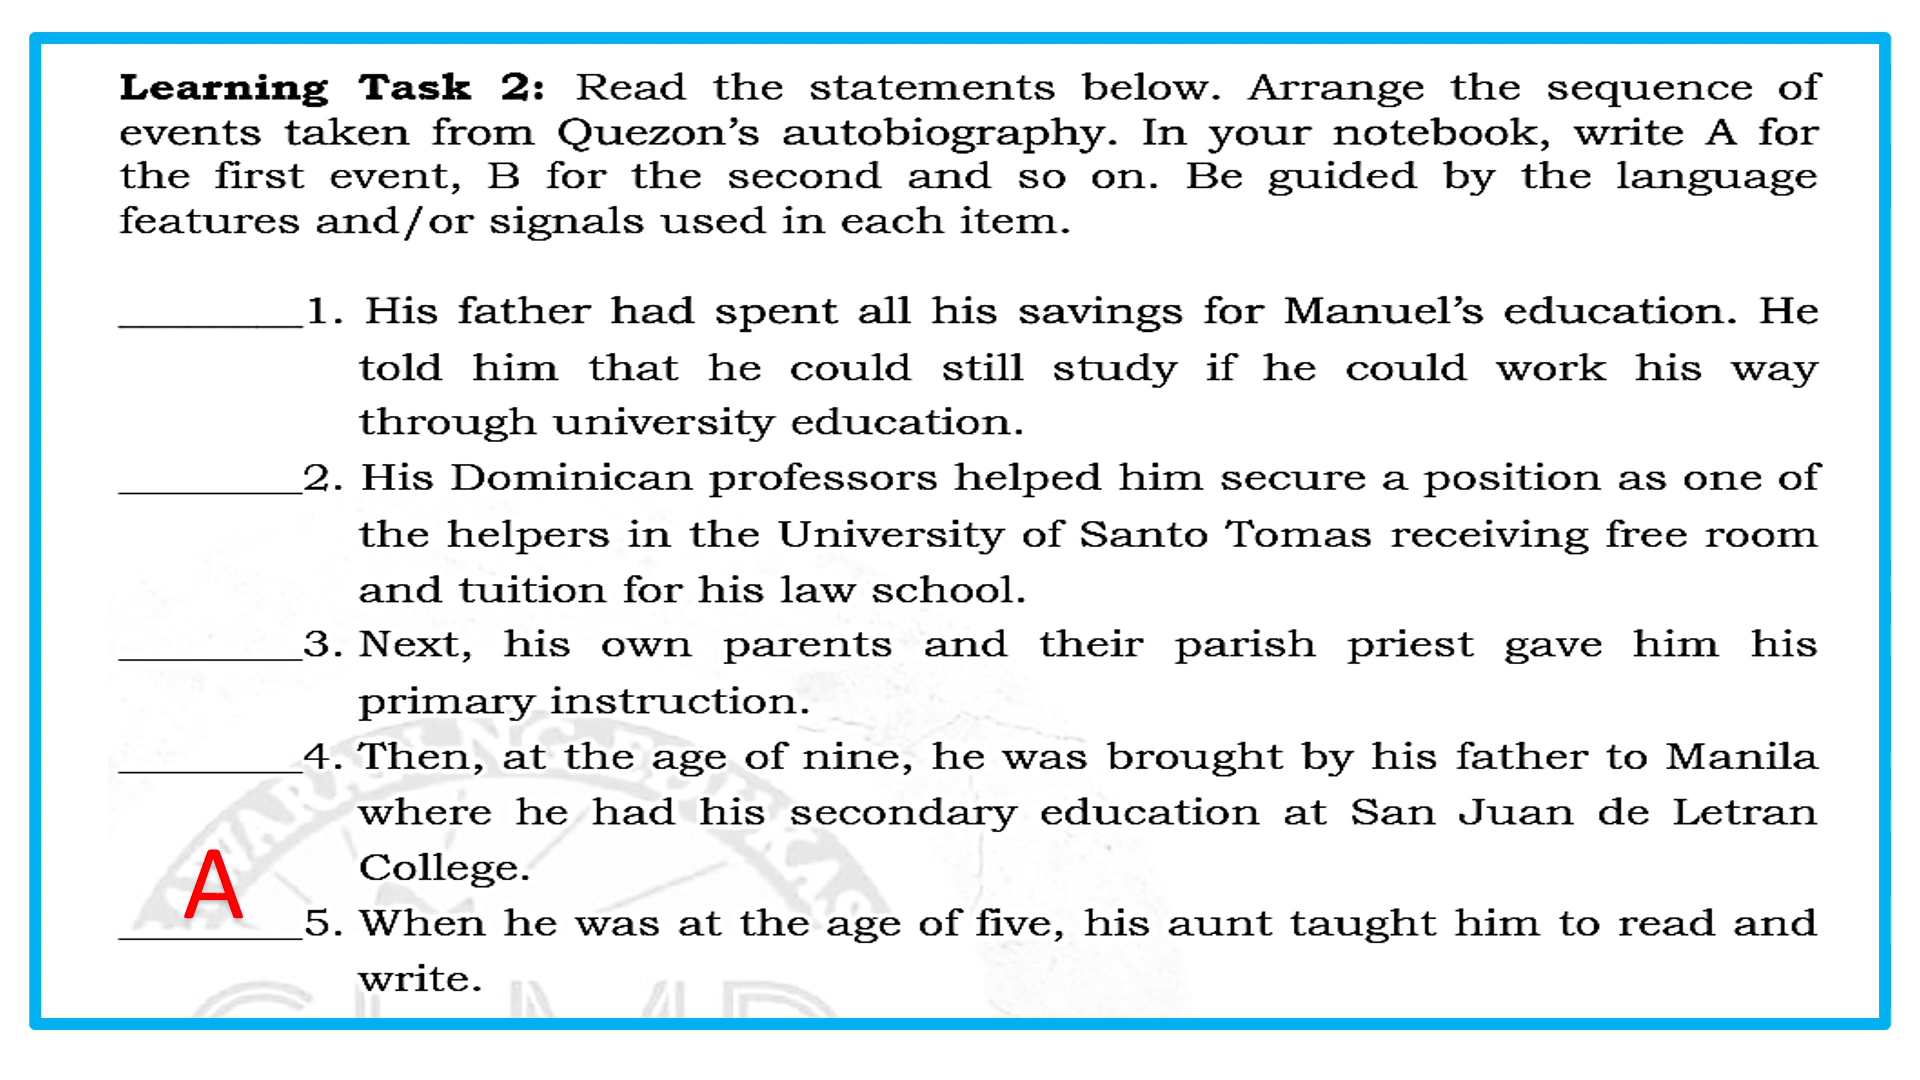 Learning Task 2: Read the statements below. Arrange the sequence of
events taken from Quezon’s autobiography. In your notebook, write A for
the first event, B for the second and so on. Be guided by the language
features and/or signals used in each item.
________1. His father had spent all his savings for Manuel’s education. He
told him that he could still study if he could work his way
through university education.
________2. His Dominican professors helped him secure a position as one of
the helpers in the University of Santo Tomas receiving free room
and tuition for his law school.
________3. Next, his own parents and their parish priest gave him his
primary instruction.
________4. Then, at the age of nine, he was brought by his father to Manila
where he had his secondary education at San Juan de Letran
College.
A
________5. When he was at the age of five, his aunt taught him to read and
write.